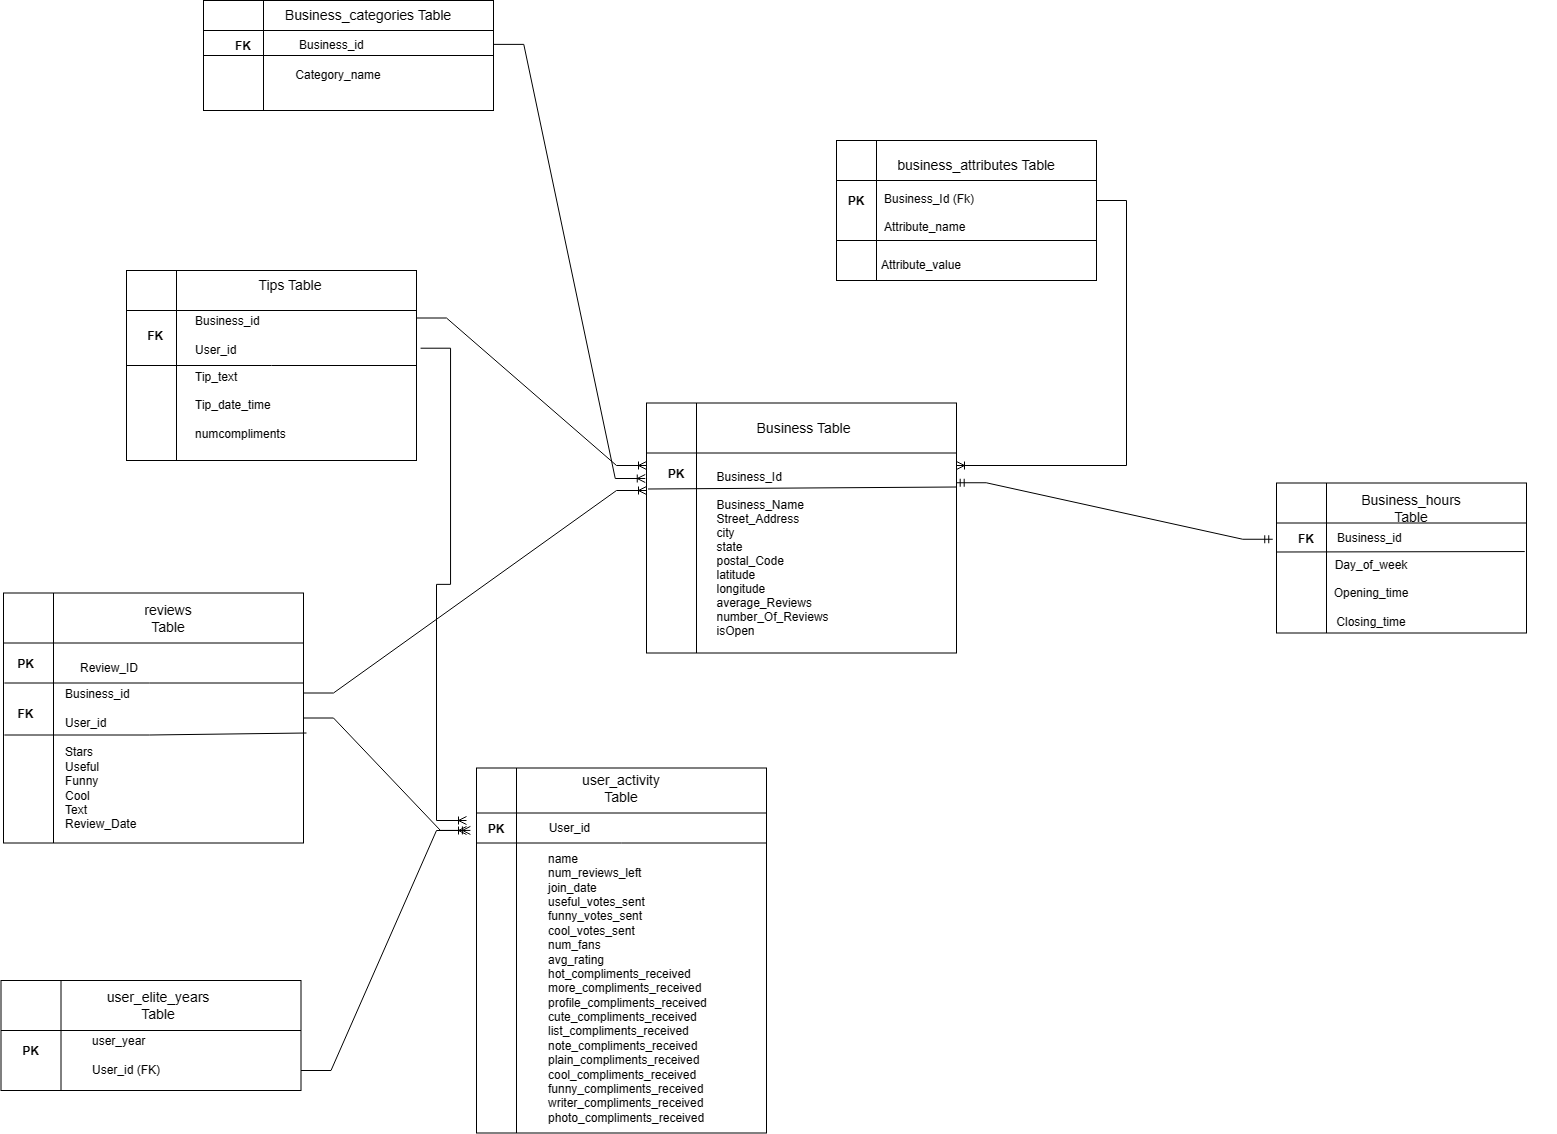 Business_categories Table
FK
Business_id
Category_name
business_attributes Table
PK
Business_Id (Fk)
Attribute_name
Attribute_value
Tips Table
FK
Business_id
User_id
Tip_text
Tip_date_time
numcompliments
Business Table
PK
Business_Id
Business_Name
Street_Address
city
state
postal_Code
latitude
longitude
average_Reviews
number_Of_Reviews
isOpen
Business_hours
Table
FK
Business_id
Day_of_week
Opening_time
Closing_time
reviews
Table
PK
Review_ID
FK
Business_id
User_id
Stars
Useful
Funny
Cool
Text
Review_Date
user_activity
Table
PK
User_id
name
num_reviews_left
join_date
useful_votes_sent
funny_votes_sent
cool_votes_sent
num_fans
avg_rating
hot_compliments_received
more_compliments_received
profile_compliments_received
cute_compliments_received
list_compliments_received
note_compliments_received
plain_compliments_received
cool_compliments_received
funny_compliments_received
writer_compliments_received
photo_compliments_received
user_elite_years
Table
PK
user_year
User_id (FK)